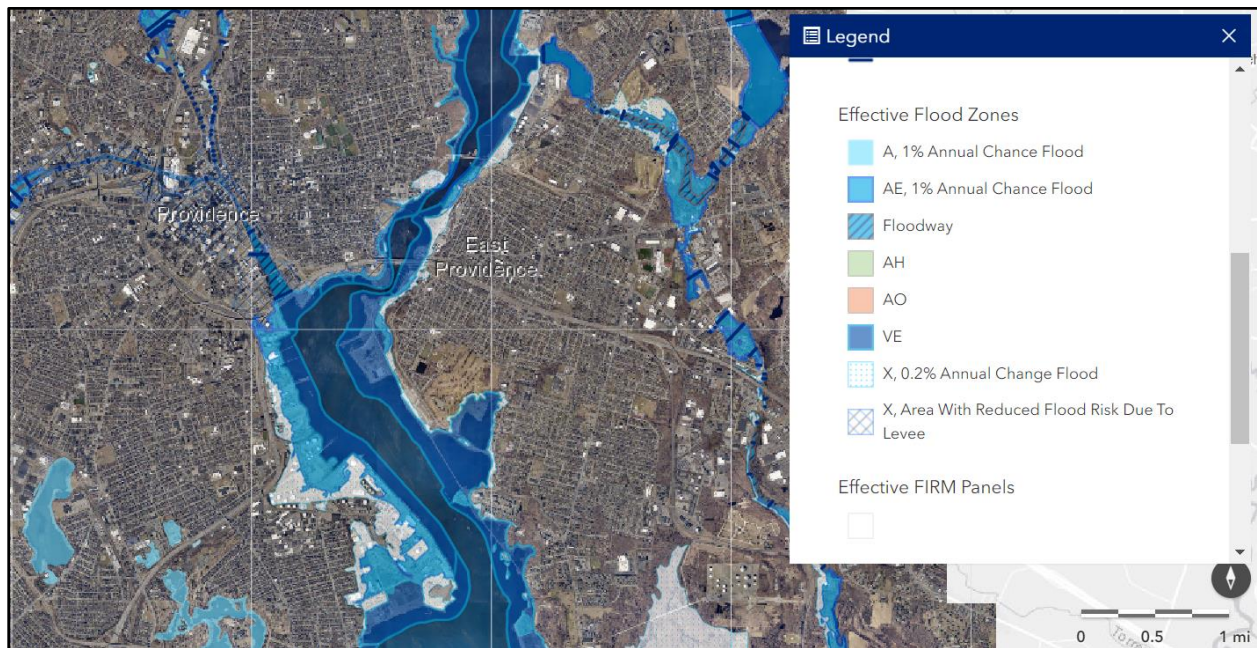 Legend
Effective Flood Zones
A, 1% Annual Chance Flood
AE, 1% Annual Chance Flood
Floodway
AH
AO
VE
X, 0.2% Annual Change Flood
X, Area With Reduced Flood Risk Due To
Levee
Effective FIRM Panels
Providence
East
Providence
0 0.5 1 mi